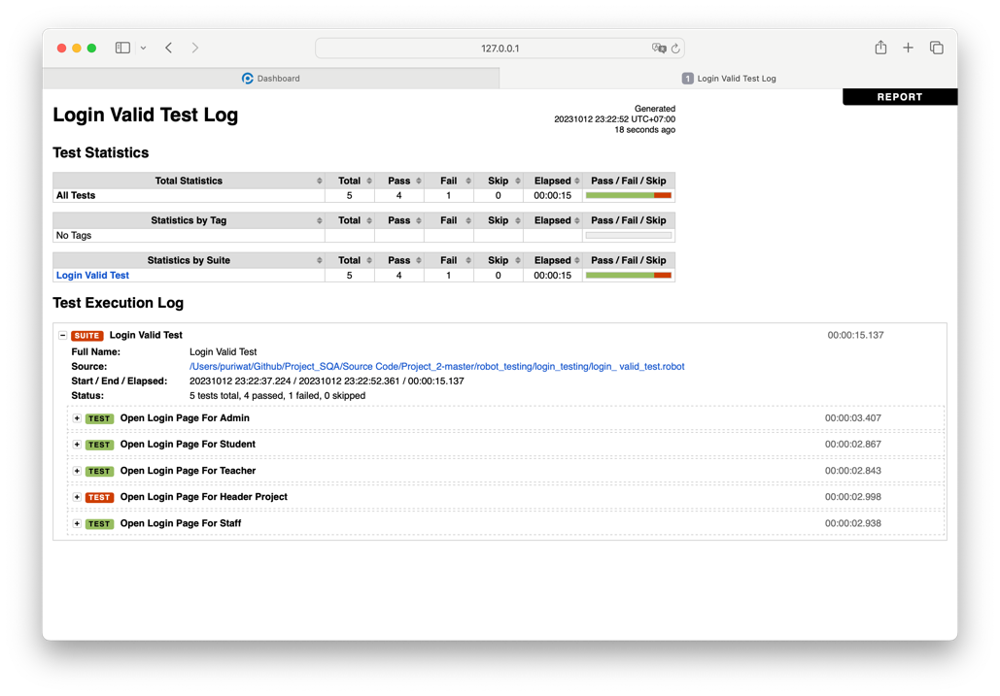 127.0.0.1
Dashboard
1 Login Valid Test Log
REPORT
Login Valid Test Log
Generated
20231012 23:22:52 UTC+07:00
18 seconds ago
Test Statistics
Total Statistics Total Pass Fail Skip Elapsed Pass / Fail / Skip
All Tests 5 4 1 0 00:00:15
Statistics by Tag Total Pass Fail Skip Elapsed Pass / Fail / Skip
No Tags
Statistics by Suite Total Pass Fail Skip Elapsed Pass / Fail / Skip
Login Valid Test 5 4 1 0 00:00:15
Test Execution Log
SUITE Login Valid Test 00:00:15.137
Full Name: Login Valid Test
Source: /Users/puriwat/Github/Project_SQA/Source Code/Project_2-master/robot_testing/login_testing/login_ valid_test.robot
Start / End / Elapsed: 20231012 23:22:37.224 / 20231012 23:22:52.361 / 00:00:15.137
Status: 5 tests total, 4 passed, 1 failed, 0 skipped
+ TEST Open Login Page For Admin 00:00:03.407
+ TEST Open Login Page For Student 00:00:02.867
+ TEST Open Login Page For Teacher 00:00:02.843
+ TEST Open Login Page For Header Project 00:00:02.998
+ TEST Open Login Page For Staff 00:00:02.938